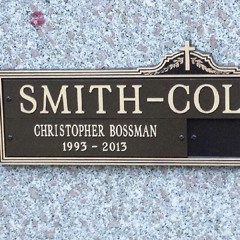 SMITH-COL
CHRISTOPHER BOSSMAN
1993 - 2013